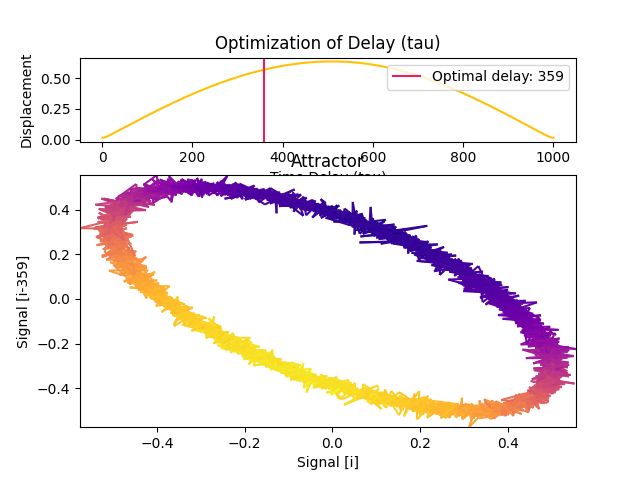 Optimization of Delay (tau)
Displacement
0.50
0.25
0.00
Optimal delay: 359
0
200
400
600
800
1000
Time Delay (tau)
Attractor
Signal [i-359]
0.4
0.2
0.0
−0.2
−0.4
−0.4
−0.2
0.0
0.2
0.4
Signal [i]